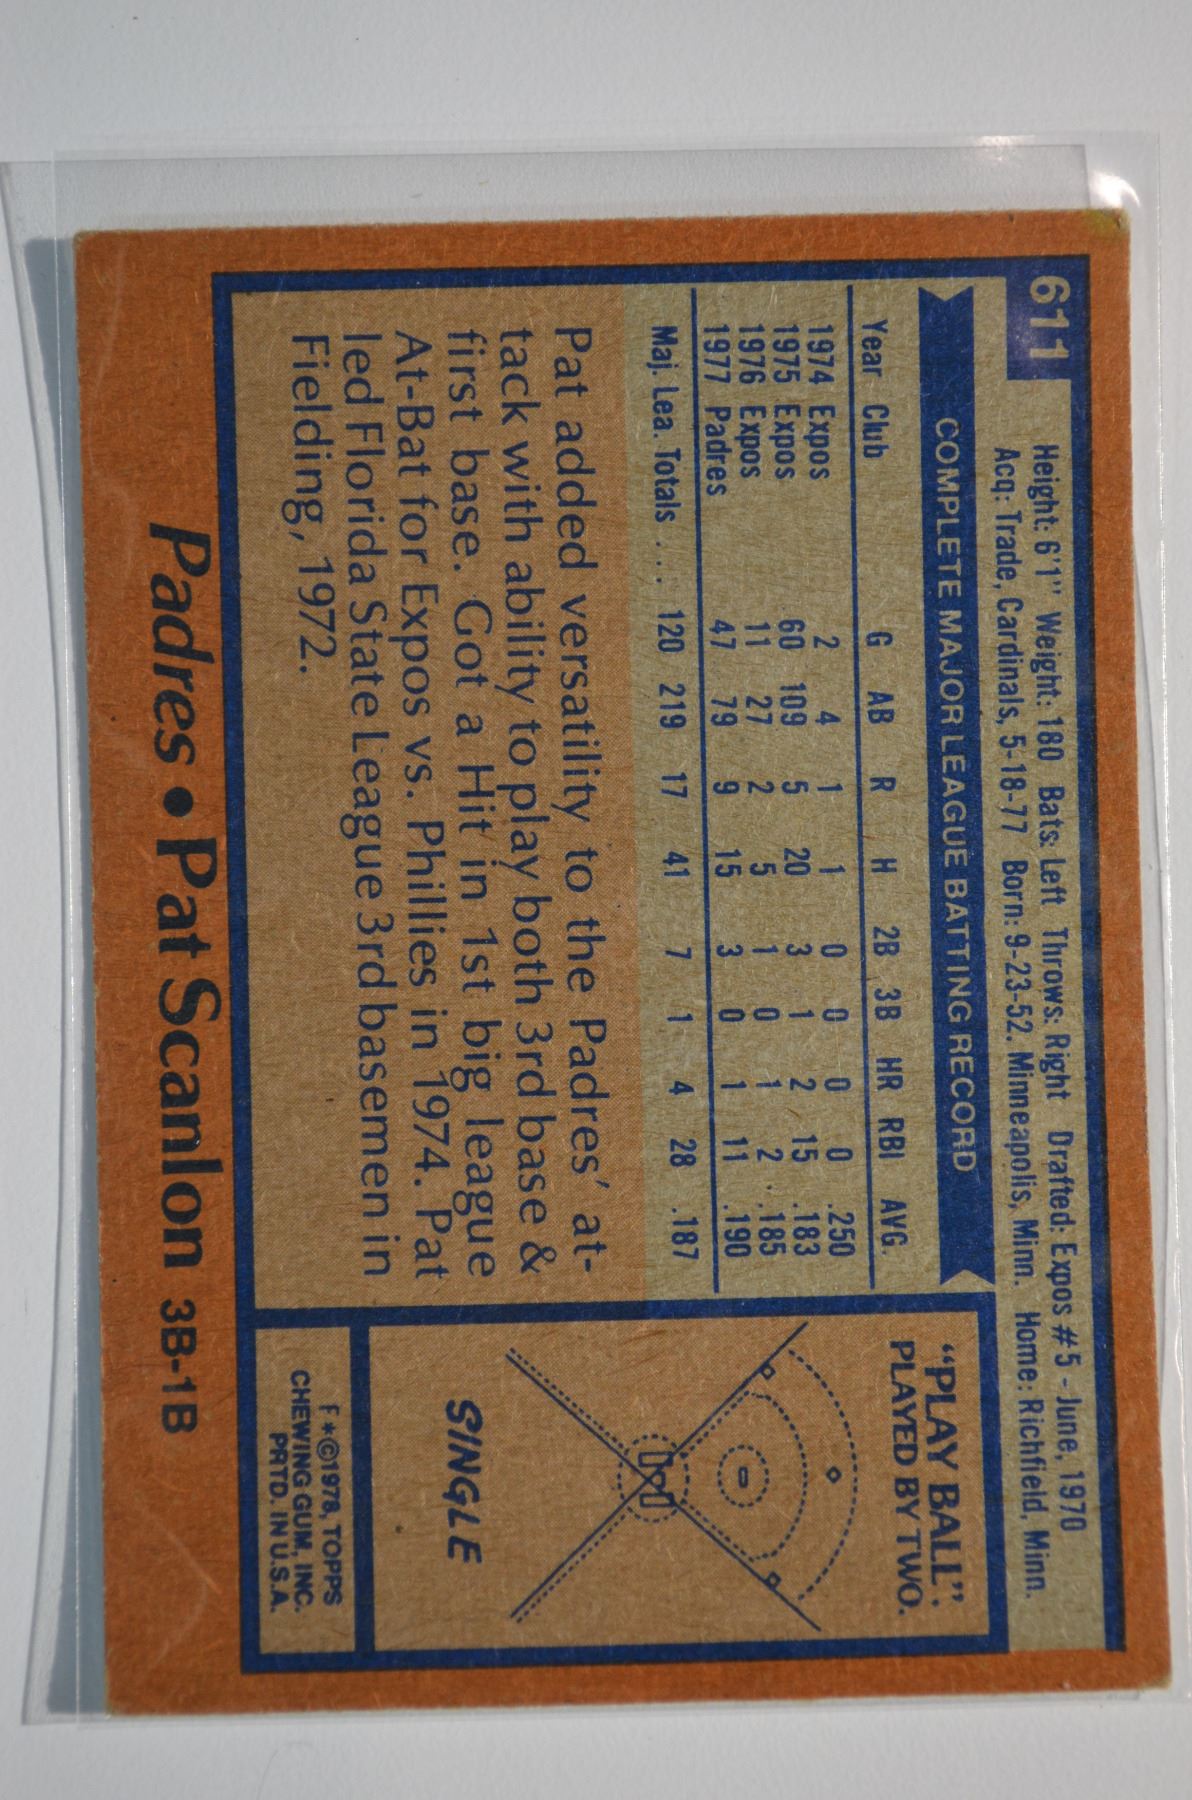 611
Height: 6'1" Weight: 180 Bats: Left Throws: Right Drafted: Expos #5 - June, 1970
Acq: Trade, Cardinals, 5-18-77 Born: 9-23-52, Minneapolis, Minn. Home: Richfield, Minn.
COMPLETE MAJOR LEAGUE BATTING RECORD
Year Club G AB R H 2B 3B HR RBI AVG.
1974 Expos 2 4 1 1 0 0 0 0 .250
1975 Expos 60 109 5 20 3 1 2 15 .183
1976 Expos 11 27 2 5 1 0 1 2 .185
1977 Padres 47 79 9 15 3 0 1 11 .190
Maj. Lea. Totals ... 120 219 17 41 7 1 4 28 .187
Pat added versatility to the Padres' at-
tack with ability to play both 3rd base &
first base. Got a Hit in 1st big league
At-Bat for Expos vs. Phillies in 1974. Pat
led Florida State League 3rd basemen in
Fielding, 1972.
"PLAY BALL":
PLAYED BY TWO.
SINGLE
F*©1978, TOPPS
CHEWING GUM, INC.
PRTD. IN U.S.A.
Padres • Pat Scanlon 3B-1B